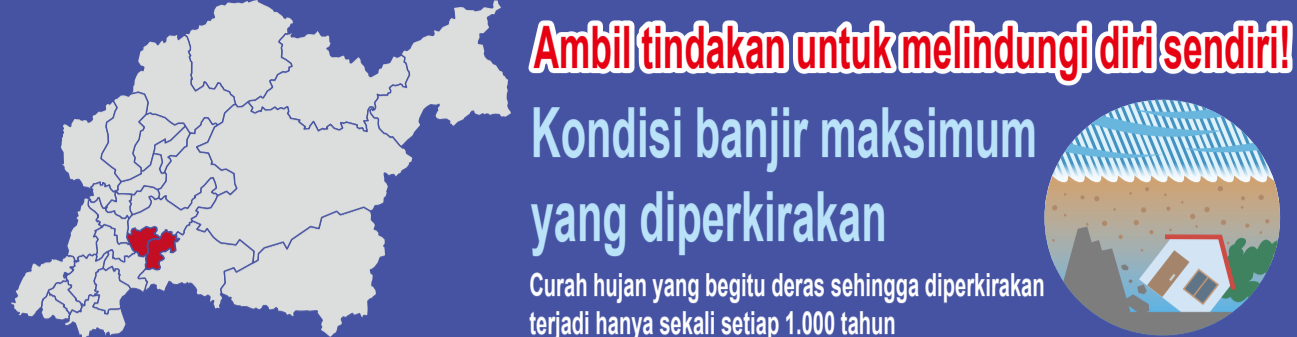 Ambil tindakan untuk melindungi diri sendiri!
Kondisi banjir maksimum
yang diperkirakan
Curah hujan yang begitu deras sehingga diperkirakan
terjadi hanya sekali setiap 1.000 tahun